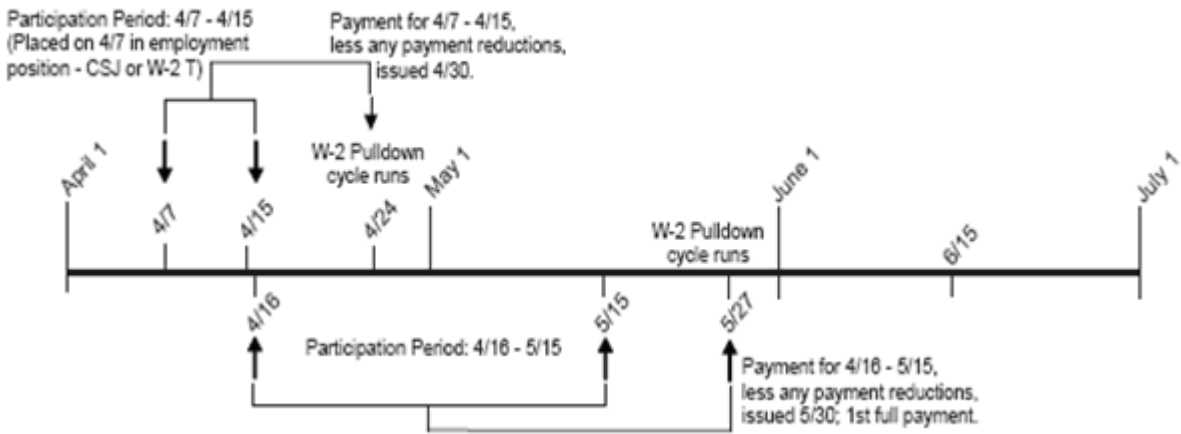 Participation Period: 4/7 - 4/15
(Placed on 4/7 in employment
position - CSJ or W-2 T)
Payment for 4/7 - 4/15,
less any payment reductions,
issued 4/30.
W-2 Pulldown
cycle runs
April 1
4/7
4/15
4/24
May 1
W-2 Pulldown
cycle runs
June 1
6/15
July 1
4/16
5/15
5/27
Participation Period: 4/16 - 5/15
Payment for 4/16 - 5/15,
less any payment reductions,
issued 5/30; 1st full payment.